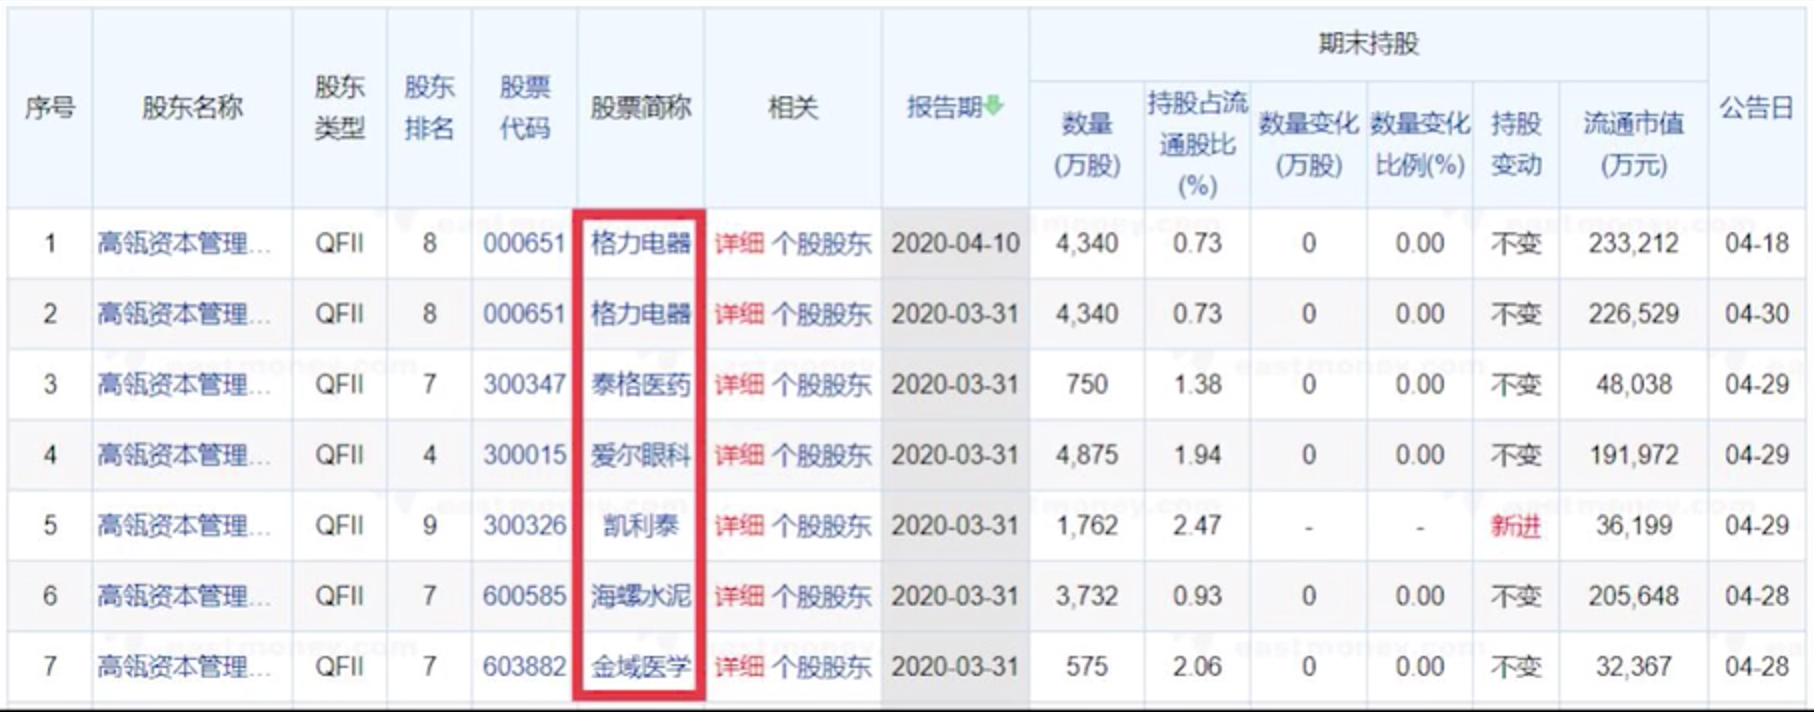 序号 股东名称 股东类型 股东排名 股票代码 股票简称 相关 报告期 期末持股 公告日
数量(万股) 持股占流通股比(%) 数量变化(万股) 数量变化比例(%) 持股变动 流通市值(万元)
1 高瓴资本管理... QFII 8 000651 格力电器 详细 个股股东 2020-04-10 4,340 0.73 0 0.00 不变 233,212 04-18
2 高瓴资本管理... QFII 8 000651 格力电器 详细 个股股东 2020-03-31 4,340 0.73 0 0.00 不变 226,529 04-30
3 高瓴资本管理... QFII 7 300347 泰格医药 详细 个股股东 2020-03-31 750 1.38 0 0.00 不变 48,038 04-29
4 高瓴资本管理... QFII 4 300015 爱尔眼科 详细 个股股东 2020-03-31 4,875 1.94 0 0.00 不变 191,972 04-29
5 高瓴资本管理... QFII 9 300326 凯利泰 详细 个股股东 2020-03-31 1,762 2.47 - - 新进 36,199 04-29
6 高瓴资本管理... QFII 7 600585 海螺水泥 详细 个股股东 2020-03-31 3,732 0.93 0 0.00 不变 205,648 04-28
7 高瓴资本管理... QFII 7 603882 金域医学 详细 个股股东 2020-03-31 575 2.06 0 0.00 不变 32,367 04-28